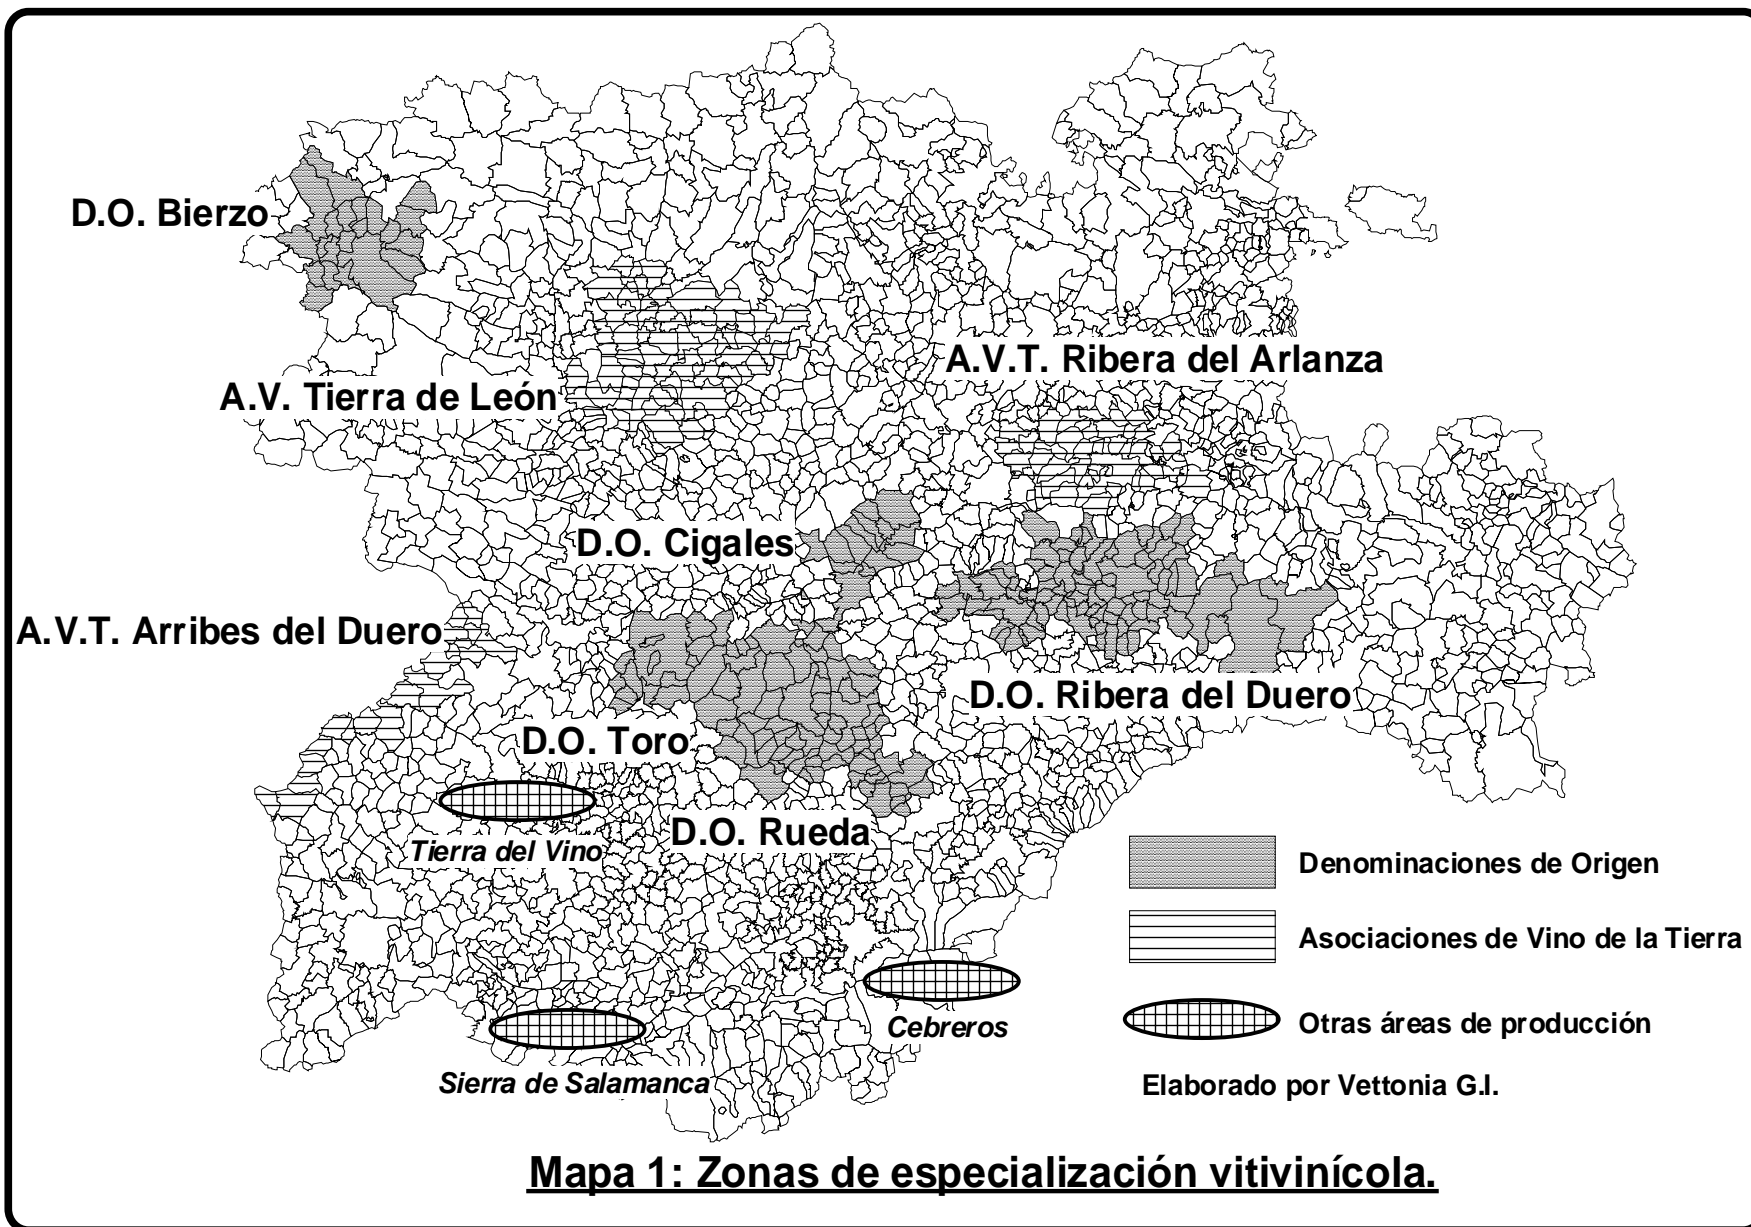 D.O. Bierzo
A.V.T. Ribera del Arlanza
A.V. Tierra de León
D.O. Cigales
A.V.T. Arribes del Duero
D.O. Ribera del Duero
D.O. Toro
D.O. Rueda
Tierra del Vino
Denominaciones de Origen
Asociaciones de Vino de la Tierra
Otras áreas de producción
Cebreros
Sierra de Salamanca
Elaborado por Vettonia G.I.
Mapa 1: Zonas de especialización vitivinícola.